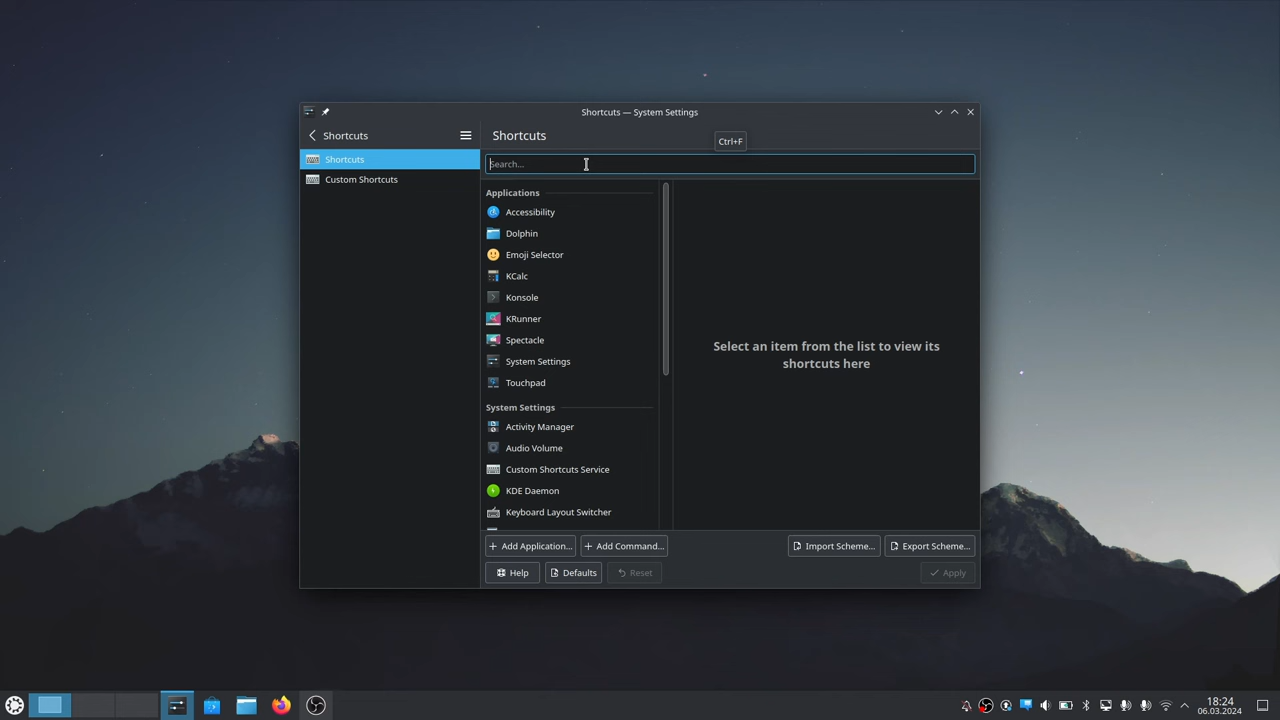 Shortcuts — System Settings
Shortcuts
Shortcuts
Ctrl+F
Shortcuts
Custom Shortcuts
Search...
Applications
Accessibility
Dolphin
Emoji Selector
KCalc
Konsole
KRunner
Spectacle
System Settings
Touchpad
System Settings
Activity Manager
Audio Volume
Custom Shortcuts Service
KDE Daemon
Keyboard Layout Switcher
Select an item from the list to view its
shortcuts here
Add Application...
Add Command...
Import Scheme...
Export Scheme...
Help
Defaults
Reset
Apply
18:24
06.03.2024